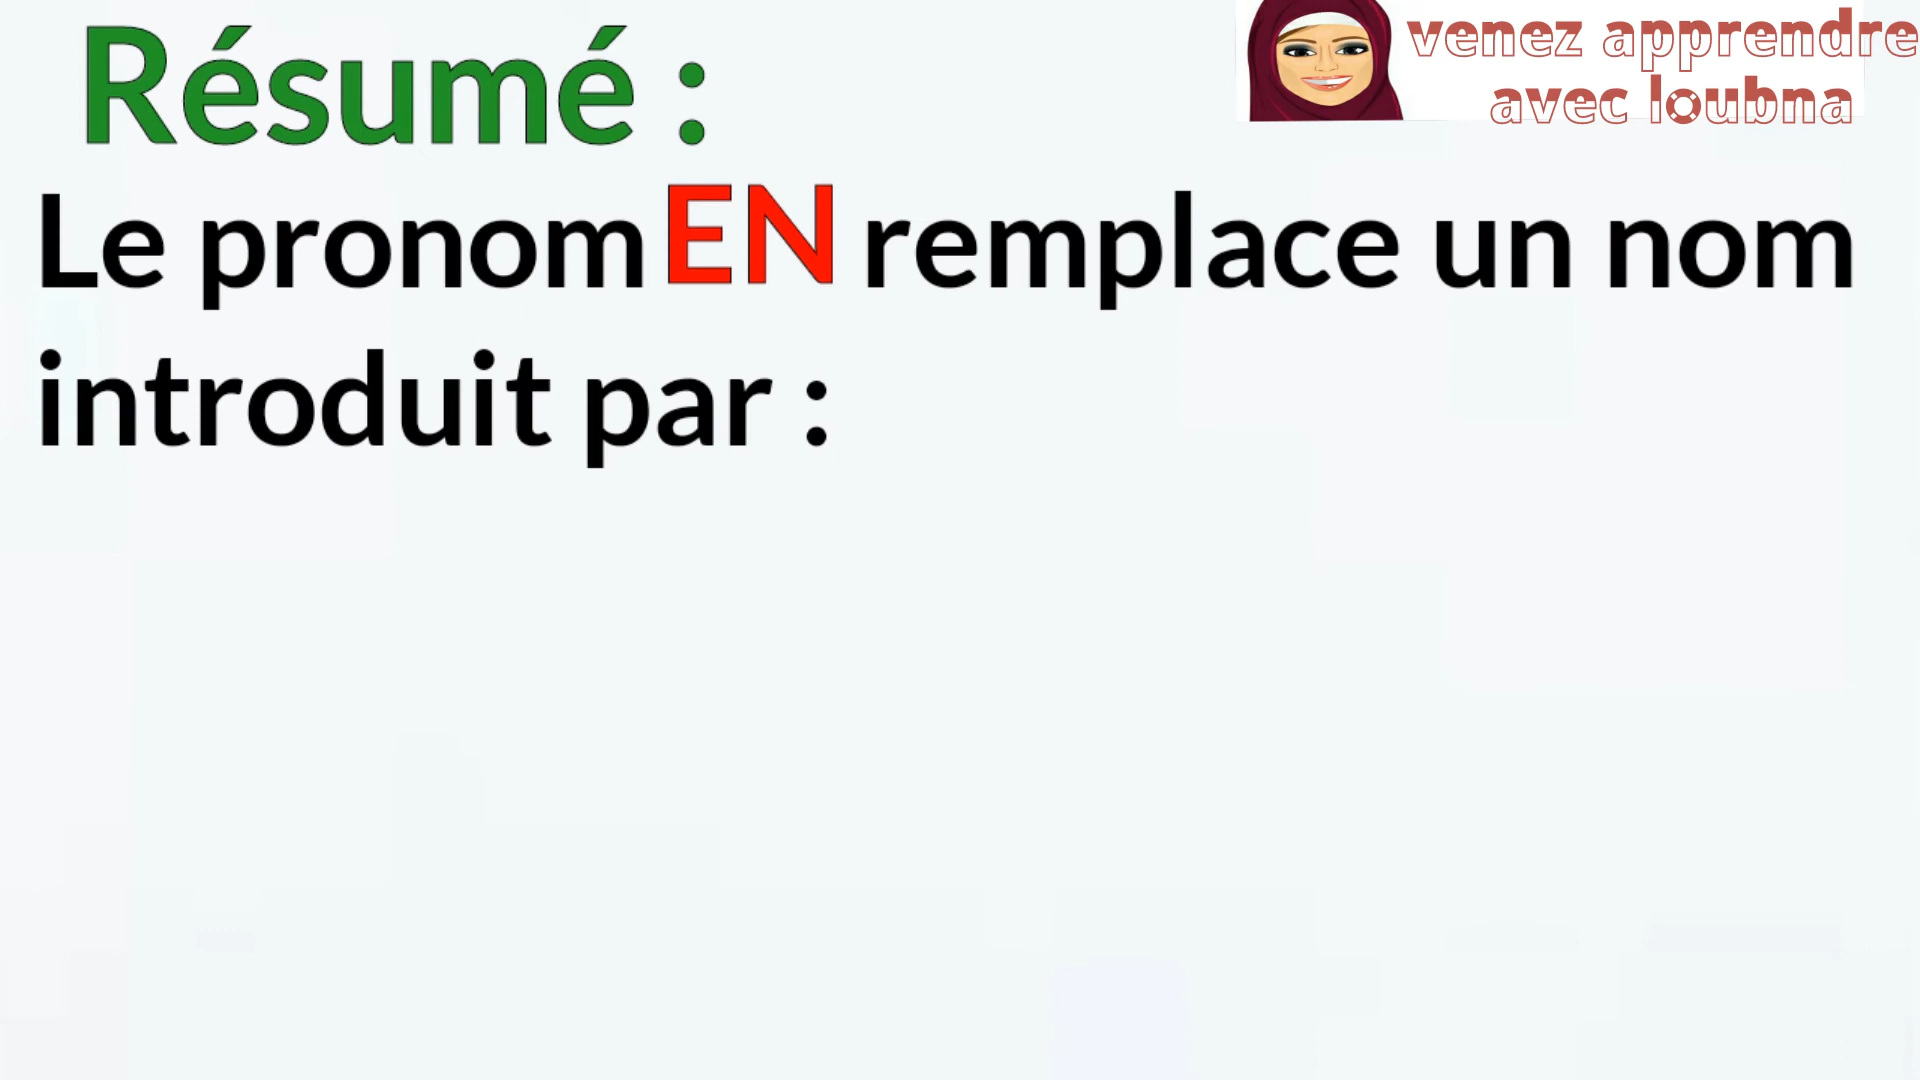 Résumé :
venez apprendre
avec loubna
Le pronom EN remplace un nom
introduit par :